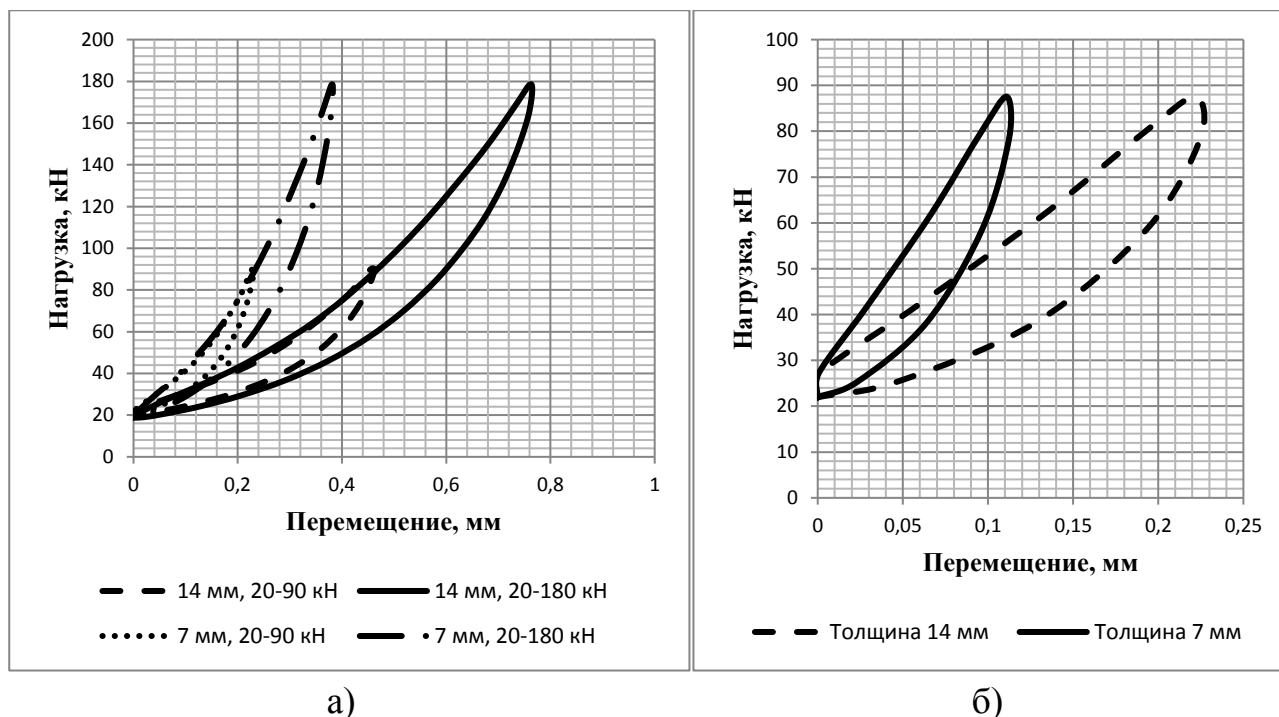 200
180
160
140
120
100
80
60
40
20
0
Нагрузка, кН
0 0,2 0,4 0,6 0,8 1
Перемещение, мм
14 мм, 20-90 кН 14 мм, 20-180 кН
7 мм, 20-90 кН 7 мм, 20-180 кН
а)
100
90
80
70
60
50
40
30
20
10
0
Нагрузка, кН
0 0,05 0,1 0,15 0,2 0,25
Перемещение, мм
Толщина 14 мм Толщина 7 мм
б)